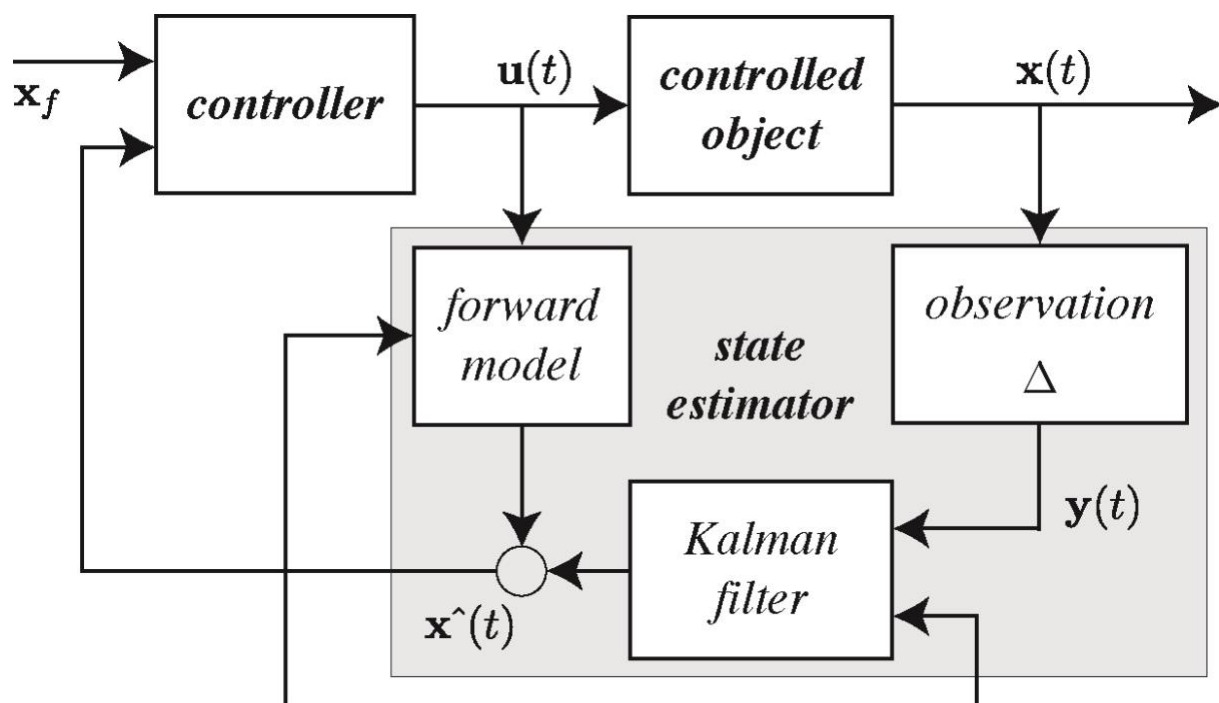 x_f
controller
u(t)
controlled
object
x(t)
forward
model
state
estimator
observation
Δ
Kalman
filter
y(t)
x^(t)